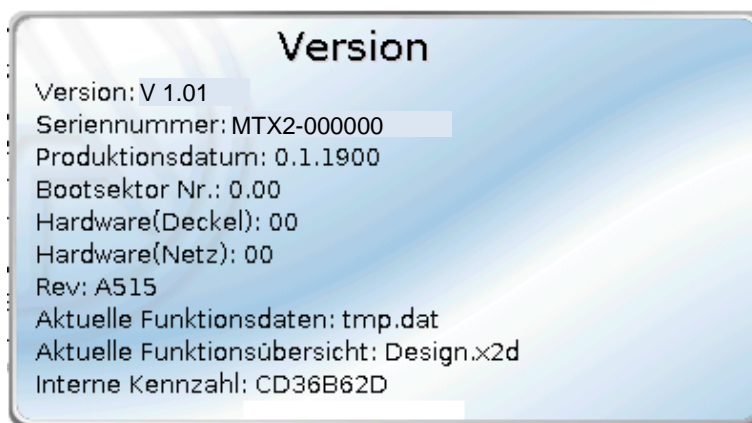 Version
Version: V 1.01
Seriennummer: MTX2-000000
Produktionsdatum: 0.1.1900
Bootsektor Nr.: 0.00
Hardware(Deckel): 00
Hardware(Netz): 00
Rev: A515
Aktuelle Funktionsdaten: tmp.dat
Aktuelle Funktionsübersicht: Design.x2d
Interne Kennzahl: CD36B62D